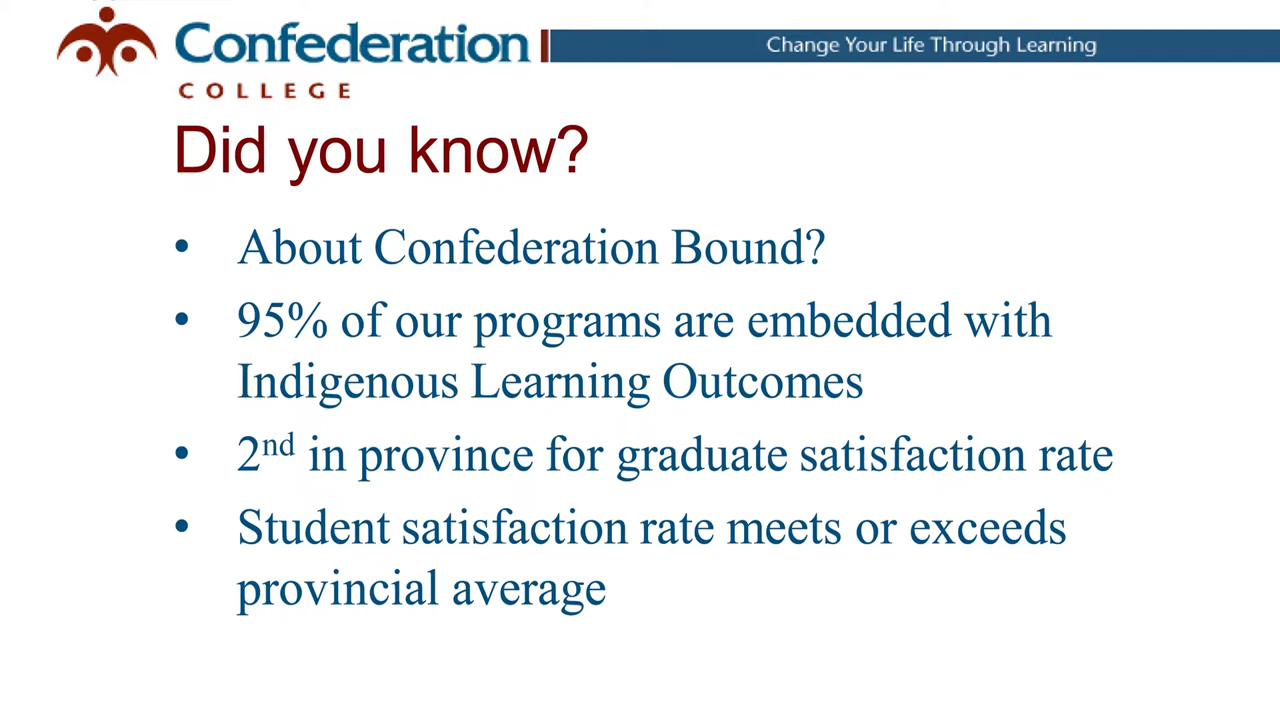 Confederation
COLLEGE
Change Your Life Through Learning
Did you know?
• About Confederation Bound?
• 95% of our programs are embedded with
Indigenous Learning Outcomes
• 2nd in province for graduate satisfaction rate
• Student satisfaction rate meets or exceeds
provincial average